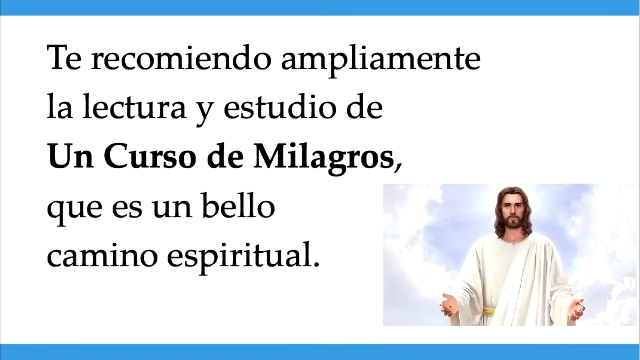 Te recomiendo ampliamente
la lectura y estudio de
Un Curso de Milagros,
que es un bello
camino espiritual.